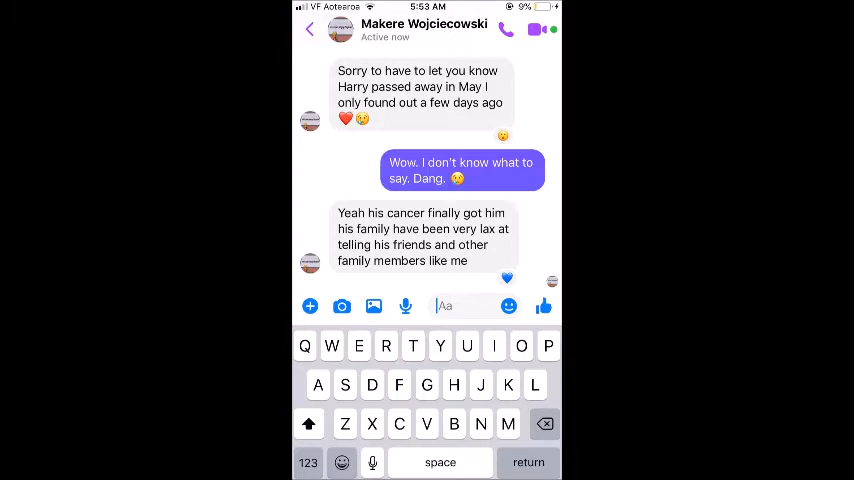 VF Aotearoa 5:53 AM 9%
Makere Wojciecowski
Active now
Sorry to have to let you know
Harry passed away in May I
only found out a few days ago
❤️😢
😮
Wow. I don't know what to
say. Dang. 😢
Yeah his cancer finally got him
his family have been very lax at
telling his friends and other
family members like me
💙
Aa
Q W E R T Y U I O P
A S D F G H J K L
Z X C V B N M
123 space return